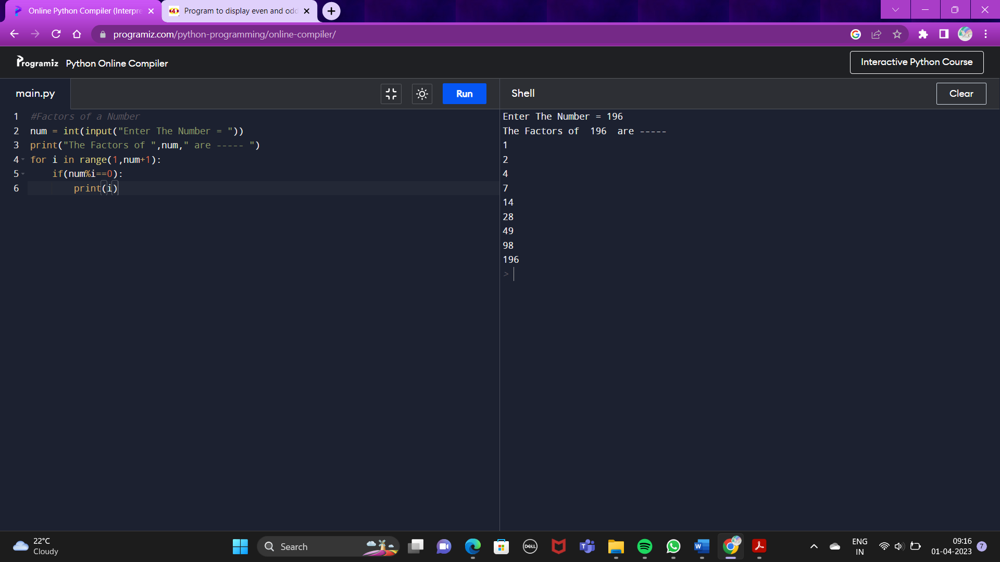 Online Python Compiler (Interpre
Program to display even and odd
programiz.com/python-programming/online-compiler/
Programiz Python Online Compiler
Interactive Python Course
main.py
Run
1 #Factors of a Number
2 num = int(input("Enter The Number = "))
3 print("The Factors of ",num," are ----- ")
4 for i in range(1,num+1):
5     if(num%i==0):
6         print(i)
Shell
Clear
Enter The Number = 196
The Factors of  196  are -----
1
2
4
7
14
28
49
98
196
>
22°C
Cloudy
Search
DELL
ENG
IN
09:16
01-04-2023
7